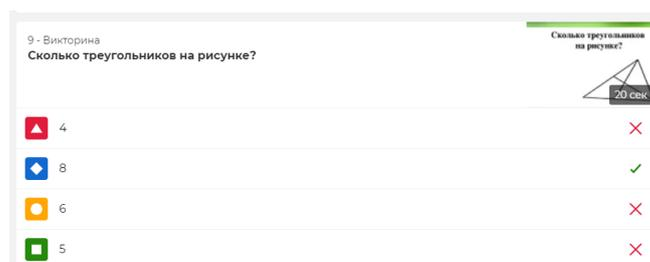 9 - Викторина
Сколько треугольников на рисунке?
Сколько треугольников
на рисунке?
20 сек
4
8
6
5